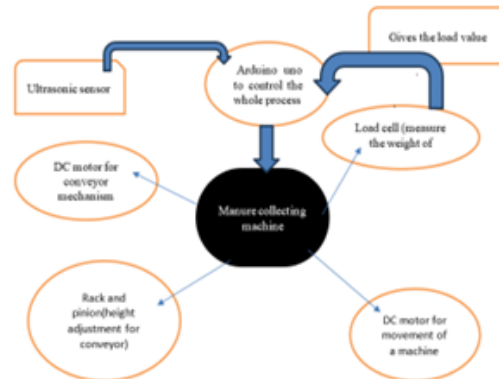 Gives the load value
Ultrasonic sensor
Arduino uno
to control the
whole process
Load cell (measure
the weight of
DC motor for
conveyor
mechanism
Manure collecting
machine
Rack and
pinion(height
adjustment for
conveyor)
DC motor for
movement of
a machine